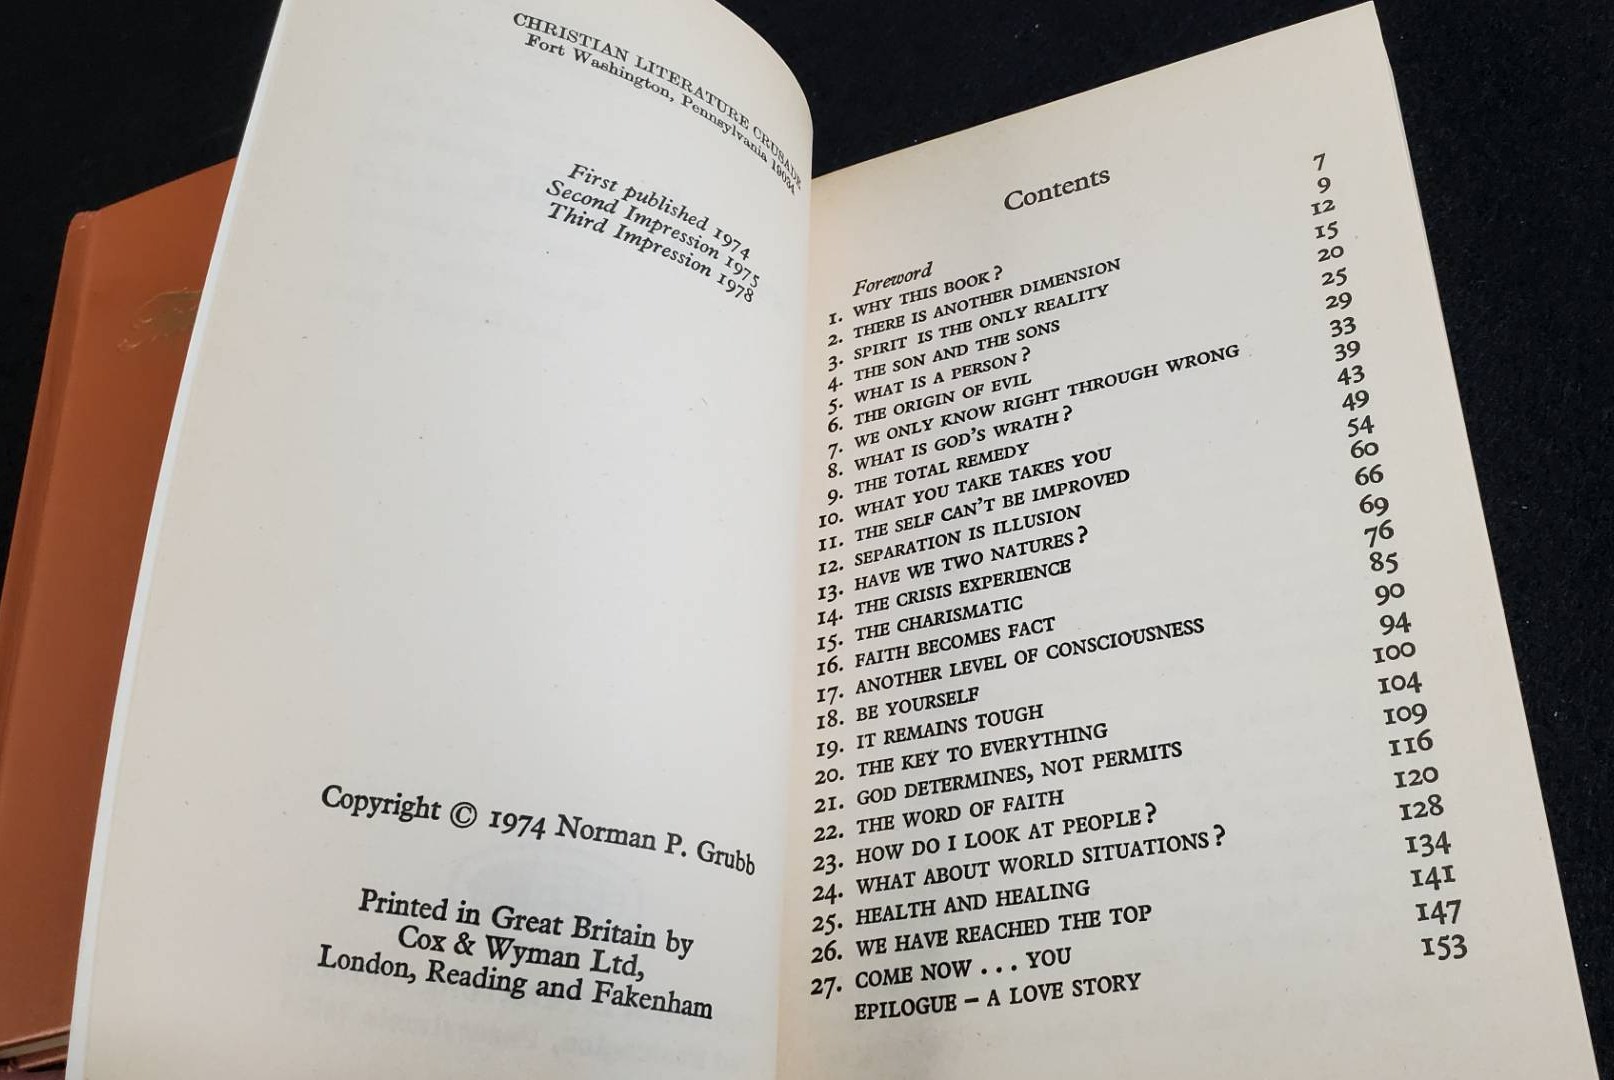 CHRISTIAN LITERATURE CRUSADE
Fort Washington, Pennsylvania 19034
First published 1974
Second Impression 1975
Third Impression 1978
Copyright © 1974 Norman P. Grubb
Printed in Great Britain by
Cox & Wyman Ltd,
London, Reading and Fakenham
Contents
Foreword 7
1. WHY THIS BOOK? 9
2. THERE IS ANOTHER DIMENSION 12
3. SPIRIT IS THE ONLY REALITY 15
4. THE SON AND THE SONS 20
5. WHAT IS A PERSON? 25
6. THE ORIGIN OF EVIL 29
7. WE ONLY KNOW RIGHT THROUGH WRONG 33
8. WHAT IS GOD'S WRATH? 39
9. THE TOTAL REMEDY 43
10. WHAT YOU TAKE TAKES YOU 49
11. THE SELF CAN'T BE IMPROVED 54
12. SEPARATION IS ILLUSION 60
13. HAVE WE TWO NATURES? 66
14. THE CRISIS EXPERIENCE 69
15. THE CHARISMATIC 76
16. FAITH BECOMES FACT 85
17. ANOTHER LEVEL OF CONSCIOUSNESS 90
18. BE YOURSELF 94
19. IT REMAINS TOUGH 100
20. THE KEY TO EVERYTHING 104
21. GOD DETERMINES, NOT PERMITS 109
22. THE WORD OF FAITH 116
23. HOW DO I LOOK AT PEOPLE? 120
24. WHAT ABOUT WORLD SITUATIONS? 128
25. HEALTH AND HEALING 134
26. WE HAVE REACHED THE TOP 141
27. COME NOW . . . YOU 147
EPILOGUE – A LOVE STORY 153